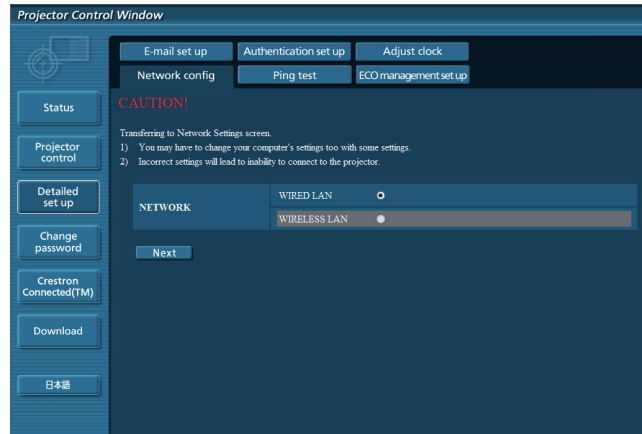 Projector Control Window
E-mail set up
Authentication set up
Adjust clock
Network config
Ping test
ECO management set up
Status
Projector
control
Detailed
set up
Change
password
Crestron
Connected(TM)
Download
日本語
CAUTION!
Transferring to Network Settings screen.
1) You may have to change your computer's settings too with some settings.
2) Incorrect settings will lead to inability to connect to the projector.
NETWORK
WIRED LAN
WIRELESS LAN
Next